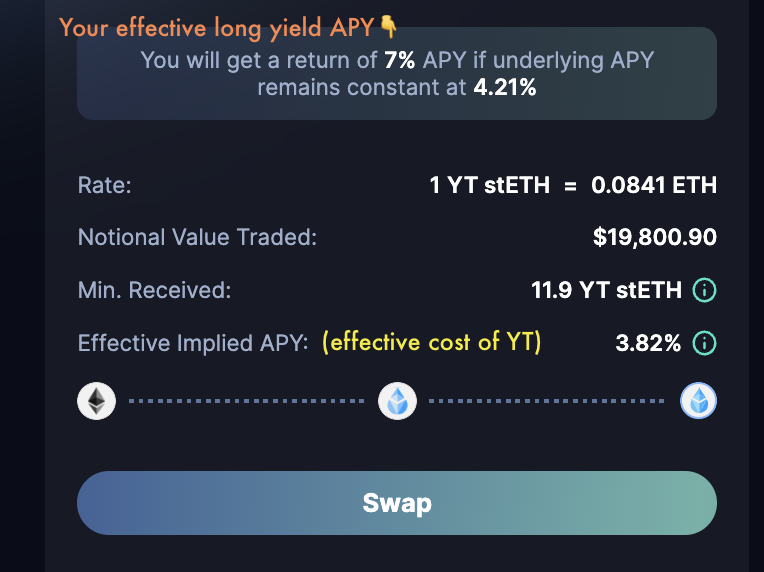 Your effective long yield APY👇
You will get a return of 7% APY if underlying APY
remains constant at 4.21%
Rate: 1 YT stETH = 0.0841 ETH
Notional Value Traded: $19,800.90
Min. Received: 11.9 YT stETH
Effective Implied APY: (effective cost of YT) 3.82%
Swap